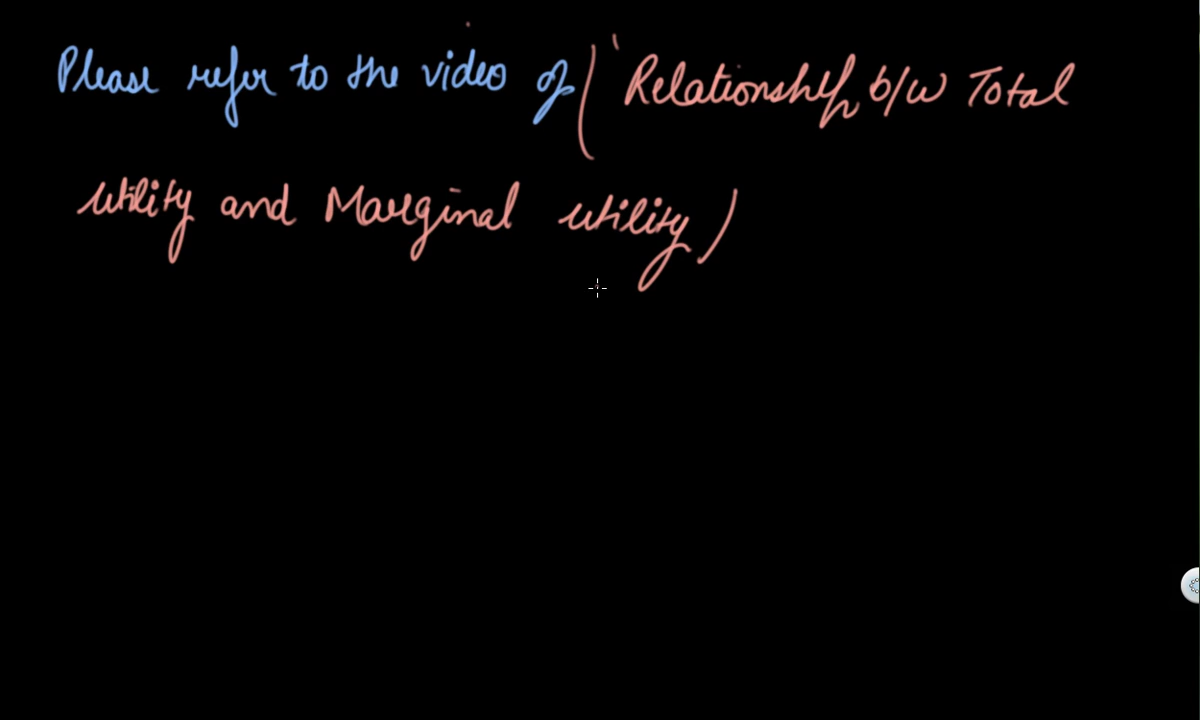 Please refer to the video of ( ' Relationship b/w Total
utility and Marginal utility )